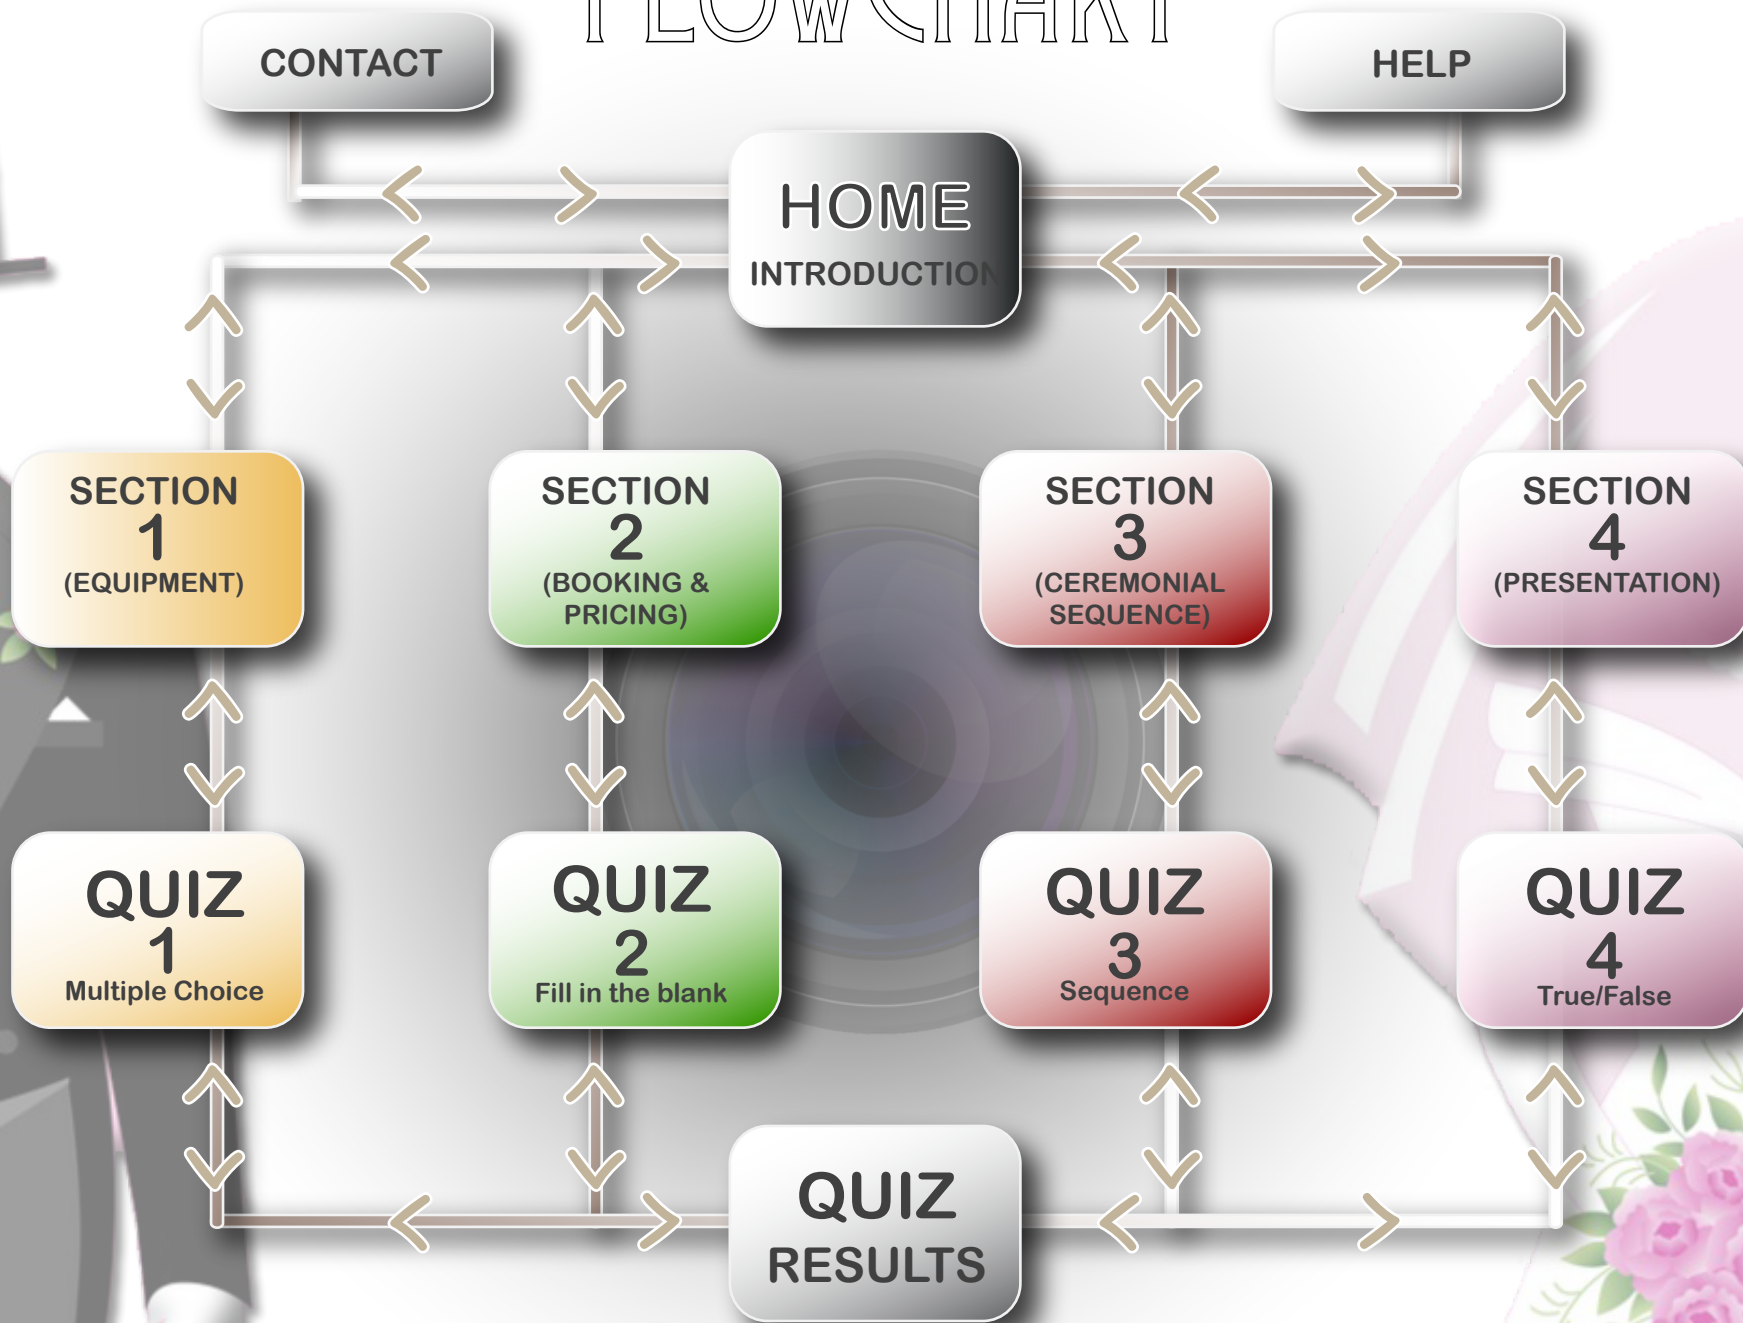 FLOWCHART
CONTACT
HELP
HOME
INTRODUCTION
SECTION
1
(EQUIPMENT)
SECTION
2
(BOOKING &
PRICING)
SECTION
3
(CEREMONIAL
SEQUENCE)
SECTION
4
(PRESENTATION)
QUIZ
1
Multiple Choice
QUIZ
2
Fill in the blank
QUIZ
3
Sequence
QUIZ
4
True/False
QUIZ
RESULTS